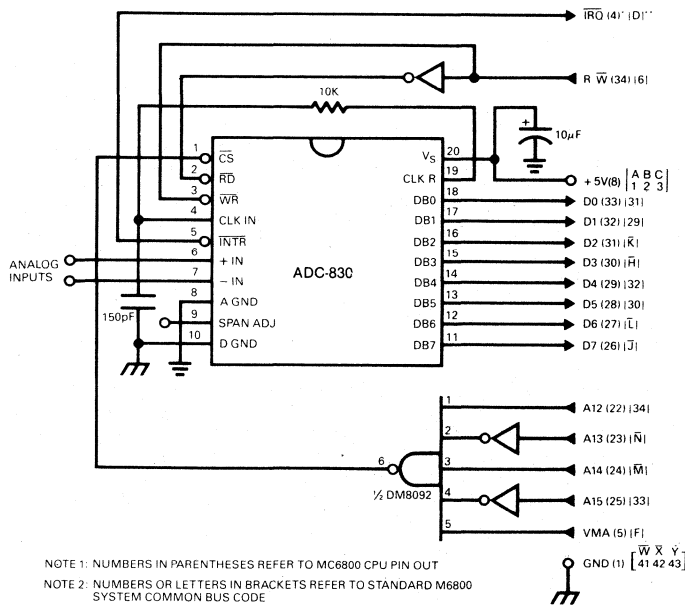 IRQ (4)* |D|**
R W̅ (34) |6|
10K
+
10µF
1 C̅S̅
2 R̅D̅
3 W̅R̅
4 CLK IN
5 I̅N̅T̅R̅
6 + IN
7 − IN
8 A GND
9 SPAN ADJ
10 D GND
ADC-830
VS 20
CLK R 19
DB0 18
DB1 17
DB2 16
DB3 15
DB4 14
DB5 13
DB6 12
DB7 11
ANALOG
INPUTS
150pF
+ 5V(8) |A B C
1 2 3|
D0 (33) |31|
D1 (32) |29|
D2 (31) |K̅|
D3 (30) |H̅|
D4 (29) |32|
D5 (28) |30|
D6 (27) |L̅|
D7 (26) |J̅|
1 A12 (22) |34|
2 A13 (23) |N̅|
3 A14 (24) |M̅|
4 A15 (25) |33|
5 VMA (5) |F|
6
½ DM8092
GND (1) [W̅ X̅ Y̅
41 42 43]
NOTE 1: NUMBERS IN PARENTHESES REFER TO MC6800 CPU PIN OUT
NOTE 2: NUMBERS OR LETTERS IN BRACKETS REFER TO STANDARD M6800
SYSTEM COMMON BUS CODE